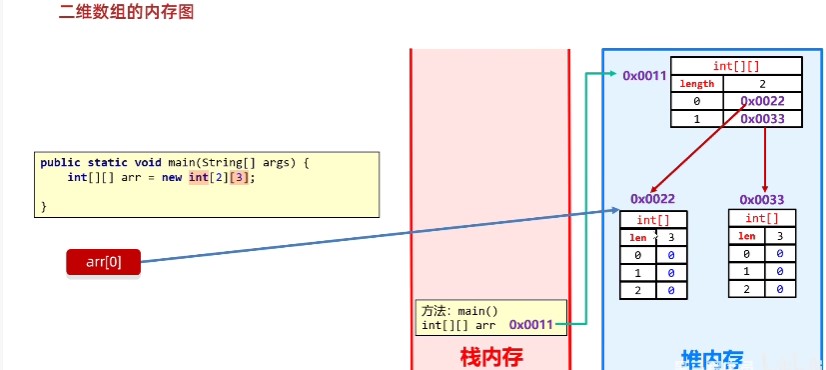 二维数组的内存图
public static void main(String[] args) {
int[][] arr = new int[2][3];
}
arr[0]
方法：main()
int[][] arr 0x0011
栈内存
0x0011
int[][]
length 2
0 0x0022
1 0x0033
0x0022
int[]
len 3
0 0
1 0
2 0
0x0033
int[]
len 3
0 0
1 0
2 0
堆内存